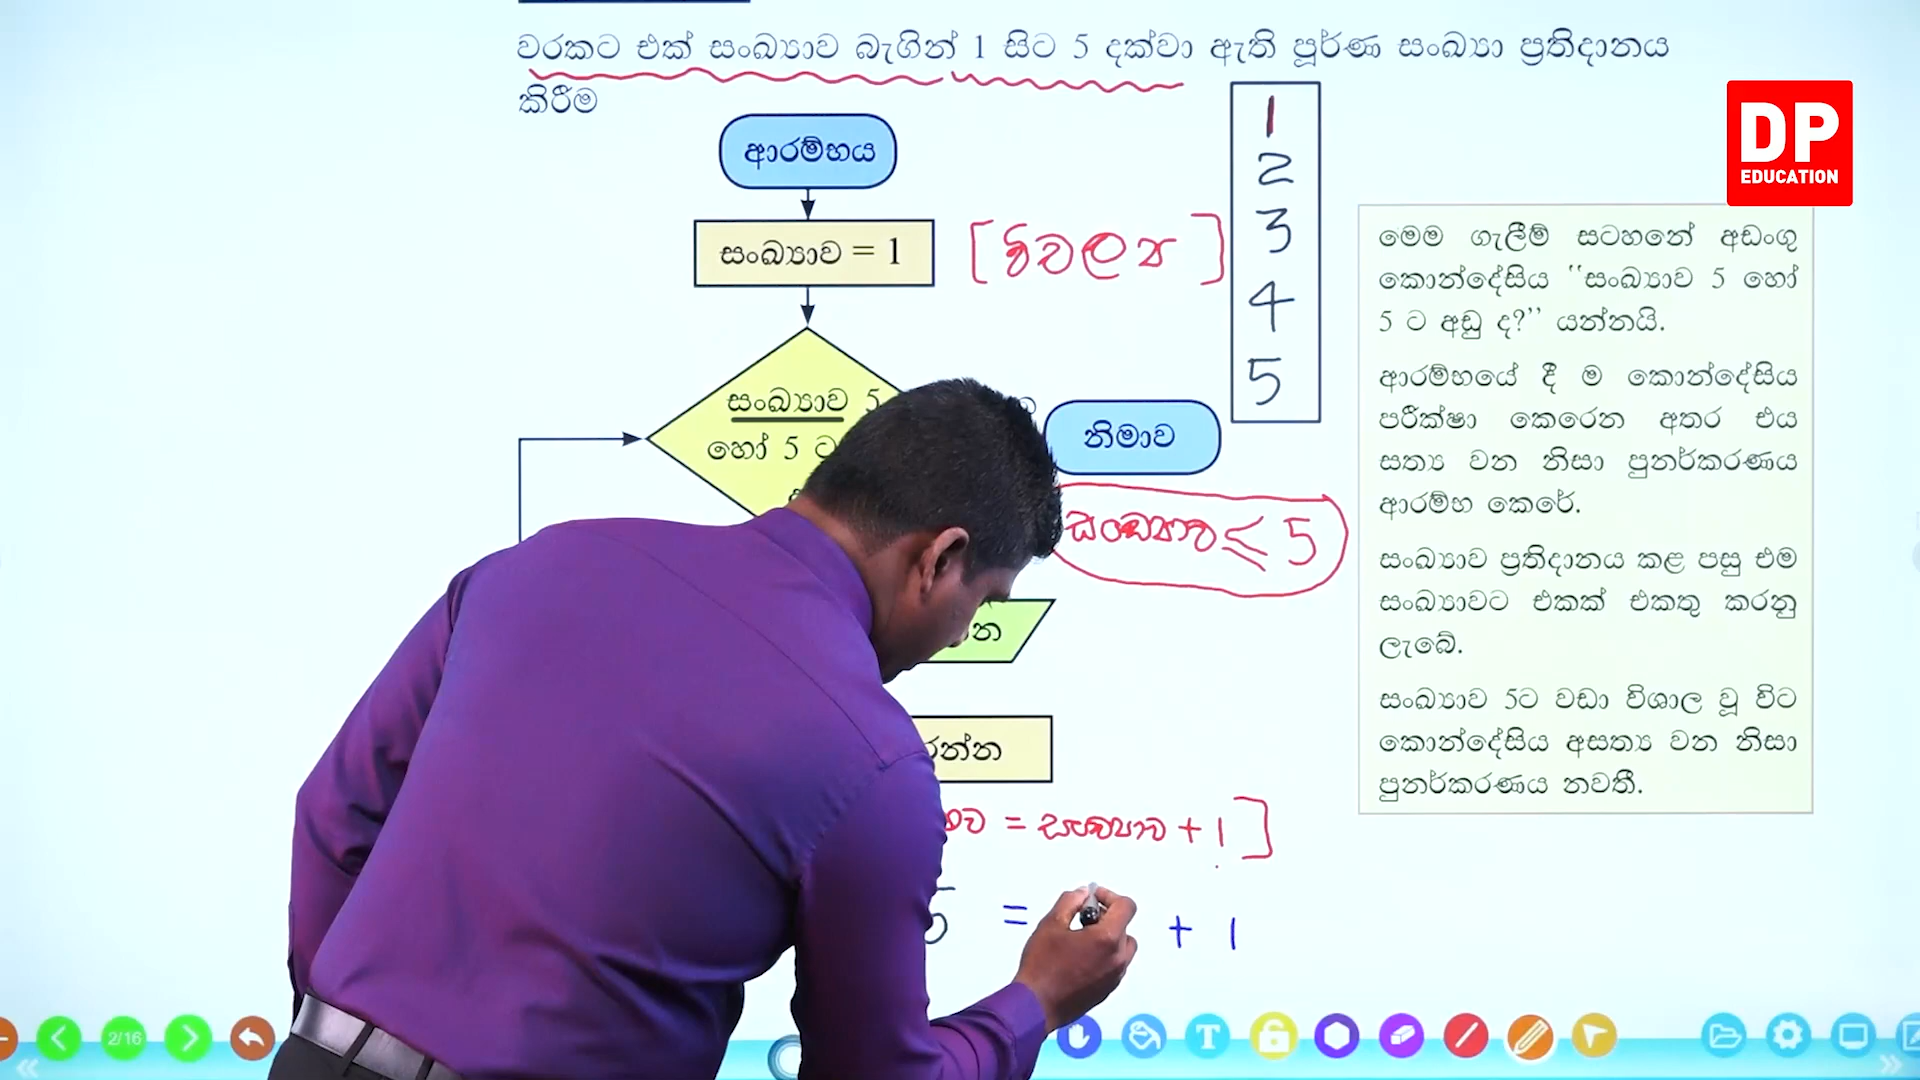 වරකට එක් සංඛ්‍යාව බැගින් 1 සිට 5 දක්වා ඇති පූර්ණ සංඛ්‍යා ප්‍රතිදානය
කිරීම
ආරම්භය
සංඛ්‍යාව = 1
[ විචල්‍ය ]
1
2
3
4
5
සංඛ්‍යාව 5
හෝ 5 ට
නිමාව
සංඛ්‍යාව ≤ 5
= සංඛ්‍යාව + 1 ]
= + 1
DP
EDUCATION
මෙම ගැලීම් සටහනේ අඩංගු
කොන්දේසිය "සංඛ්‍යාව 5 හෝ
5 ට අඩු ද?" යන්නයි.
ආරම්භයේ දී ම කොන්දේසිය
පරීක්ෂා කෙරෙන අතර එය
සත්‍ය වන නිසා පුනර්කරණය
ආරම්භ කෙරේ.
සංඛ්‍යාව ප්‍රතිදානය කළ පසු එම
සංඛ්‍යාවට එකක් එකතු කරනු
ලැබේ.
සංඛ්‍යාව 5ට වඩා විශාල වූ විට
කොන්දේසිය අසත්‍ය වන නිසා
පුනර්කරණය නවතී.
2/16